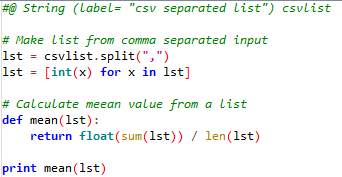 #@ String (label= "csv separated list") csvlist
# Make list from comma separated input
lst = csvlist.split(",")
lst = [int(x) for x in lst]
# Calculate meean value from a list
def mean(lst):
return float(sum(lst)) / len(lst)
print mean(lst)